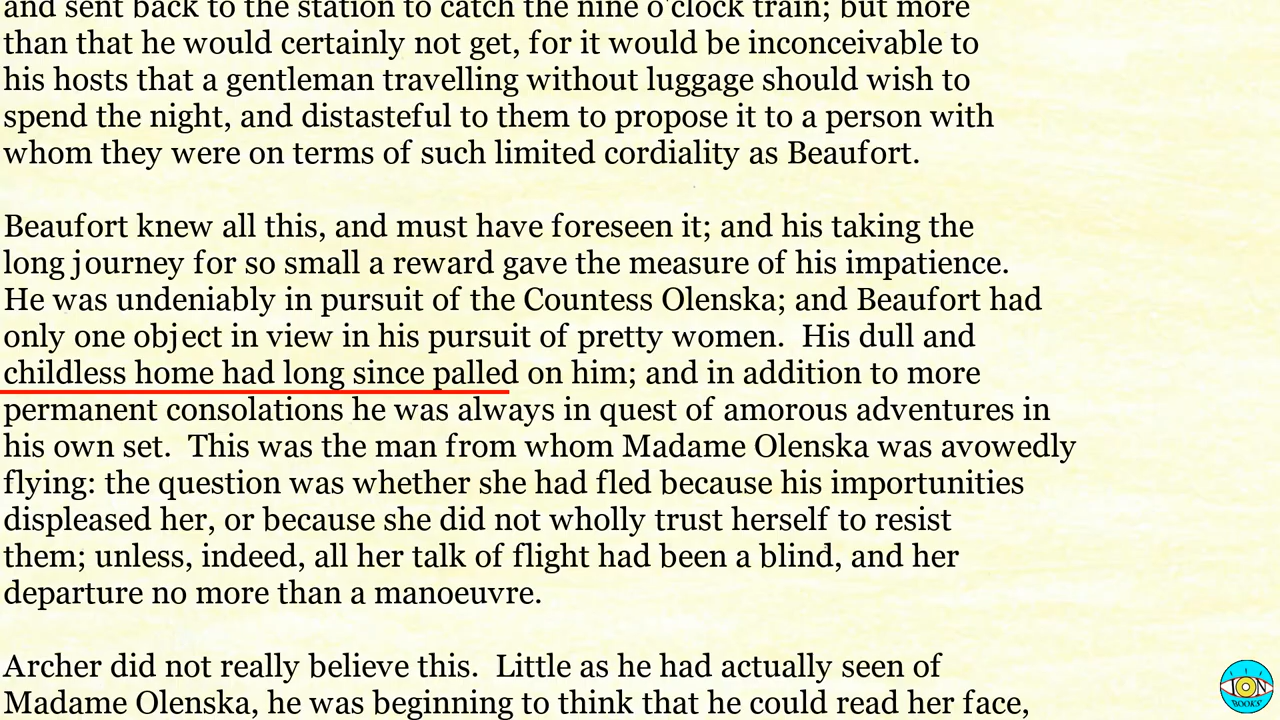 and sent back to the station to catch the nine o'clock train; but more
than that he would certainly not get, for it would be inconceivable to
his hosts that a gentleman travelling without luggage should wish to
spend the night, and distasteful to them to propose it to a person with
whom they were on terms of such limited cordiality as Beaufort.
Beaufort knew all this, and must have foreseen it; and his taking the
long journey for so small a reward gave the measure of his impatience.
He was undeniably in pursuit of the Countess Olenska; and Beaufort had
only one object in view in his pursuit of pretty women.  His dull and
childless home had long since palled on him; and in addition to more
permanent consolations he was always in quest of amorous adventures in
his own set.  This was the man from whom Madame Olenska was avowedly
flying: the question was whether she had fled because his importunities
displeased her, or because she did not wholly trust herself to resist
them; unless, indeed, all her talk of flight had been a blind, and her
departure no more than a manoeuvre.
Archer did not really believe this.  Little as he had actually seen of
Madame Olenska, he was beginning to think that he could read her face,
ION
BOOKS